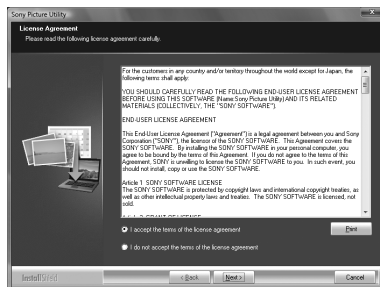 Sony Picture Utility
License Agreement
Please read the following license agreement carefully.
For the customers in any country and/or territory throughout the world except for Japan, the
following terms shall apply:
YOU SHOULD CAREFULLY READ THE FOLLOWING END-USER LICENSE AGREEMENT
BEFORE USING THIS SOFTWARE (Name:Sony Picture Utility) AND ITS RELATED
MATERIALS (COLLECTIVELY, THE "SONY SOFTWARE").
END-USER LICENSE AGREEMENT
This End-User License Agreement ("Agreement") is a legal agreement between you and Sony
Corporation ("SONY"), the licensor of the SONY SOFTWARE. This Agreement covers the
SONY SOFTWARE. By installing the SONY SOFTWARE in your personal computer, you
agree to be bound by the terms of this Agreement. If you do not agree to the terms of this
Agreement, SONY is unwilling to license the SONY SOFTWARE to you. In such event, you
should not install, copy or use the SONY SOFTWARE.
Article 1 SONY SOFTWARE LICENSE
The SONY SOFTWARE is protected by copyright laws and international copyright treaties, as
well as other intellectual property laws and treaties. The SONY SOFTWARE is licensed, not
sold.
I accept the terms of the license agreement
Print
I do not accept the terms of the license agreement
InstallShield
< Back
Next >
Cancel